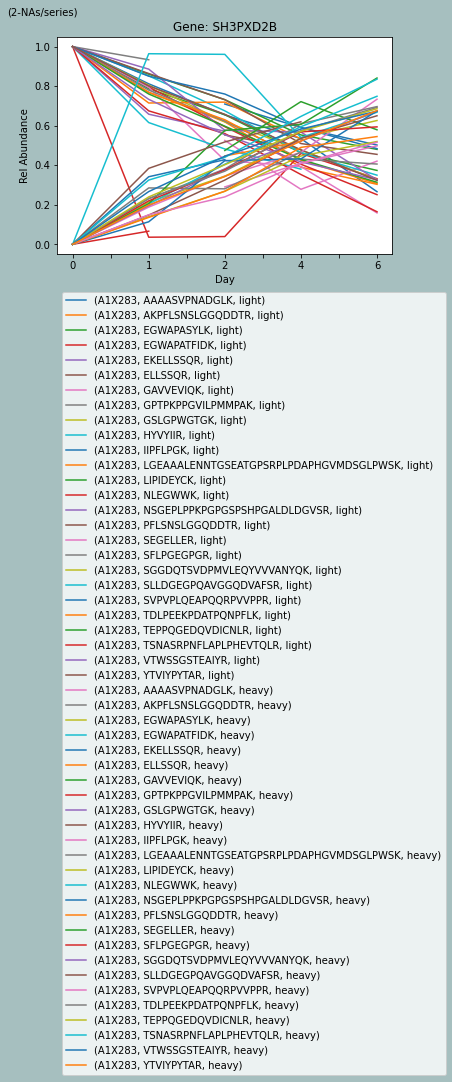 (2-NAs/series)
Gene: SH3PXD2B
1.0
0.8
0.6
0.4
0.2
0.0
Rel Abundance
0 1 2 4 6
Day
(A1X283, AAAASVPNADGLK, light)
(A1X283, AKPFLSNSLGGQDDTR, light)
(A1X283, EGWAPASYLK, light)
(A1X283, EGWAPATFIDK, light)
(A1X283, EKELLSSQR, light)
(A1X283, ELLSSQR, light)
(A1X283, GAVVEVIQK, light)
(A1X283, GPTPKPPGVILPMMPAK, light)
(A1X283, GSLGPWGTGK, light)
(A1X283, HYVYIIR, light)
(A1X283, IIPFLPGK, light)
(A1X283, LGEAAALENNTGSEATGPSRPLPDAPHGVMDSGLPWSK, light)
(A1X283, LIPIDEYCK, light)
(A1X283, NLEGWWK, light)
(A1X283, NSGEPLPPKPGPGSPSHPGALDLDGVSR, light)
(A1X283, PFLSNSLGGQDDTR, light)
(A1X283, SEGELLER, light)
(A1X283, SFLPGEGPGR, light)
(A1X283, SGGDQTSVDPMVLEQYVVVANYQK, light)
(A1X283, SLLDGEGPQAVGGQDVAFSR, light)
(A1X283, SVPVPLQEAPQQRPVVPPR, light)
(A1X283, TDLPEEKPDATPQNPFLK, light)
(A1X283, TEPPQGEDQVDICNLR, light)
(A1X283, TSNASRPNFLAPLPHEVTQLR, light)
(A1X283, VTWSSGSTEAIYR, light)
(A1X283, YTVIPYPTAR, light)
(A1X283, AAAASVPNADGLK, heavy)
(A1X283, AKPFLSNSLGGQDDTR, heavy)
(A1X283, EGWAPASYLK, heavy)
(A1X283, EGWAPATFIDK, heavy)
(A1X283, EKELLSSQR, heavy)
(A1X283, ELLSSQR, heavy)
(A1X283, GAVVEVIQK, heavy)
(A1X283, GPTPKPPGVILPMMPAK, heavy)
(A1X283, GSLGPWGTGK, heavy)
(A1X283, HYVYIIR, heavy)
(A1X283, IIPFLPGK, heavy)
(A1X283, LGEAAALENNTGSEATGPSRPLPDAPHGVMDSGLPWSK, heavy)
(A1X283, LIPIDEYCK, heavy)
(A1X283, NLEGWWK, heavy)
(A1X283, NSGEPLPPKPGPGSPSHPGALDLDGVSR, heavy)
(A1X283, PFLSNSLGGQDDTR, heavy)
(A1X283, SEGELLER, heavy)
(A1X283, SFLPGEGPGR, heavy)
(A1X283, SGGDQTSVDPMVLEQYVVVANYQK, heavy)
(A1X283, SLLDGEGPQAVGGQDVAFSR, heavy)
(A1X283, SVPVPLQEAPQQRPVVPPR, heavy)
(A1X283, TDLPEEKPDATPQNPFLK, heavy)
(A1X283, TEPPQGEDQVDICNLR, heavy)
(A1X283, TSNASRPNFLAPLPHEVTQLR, heavy)
(A1X283, VTWSSGSTEAIYR, heavy)
(A1X283, YTVIPYPTAR, heavy)